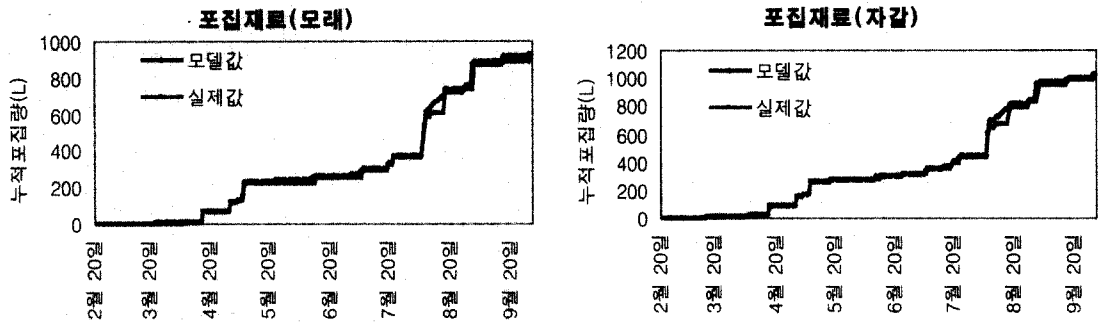 포집재료(모래)
누적포집량(L)
1000
800
600
400
200
0
모델값
실제값
2월 20일
3월 20일
4월 20일
5월 20일
6월 20일
7월 20일
8월 20일
9월 20일
포집재료(자갈)
누적포집량(L)
1200
1000
800
600
400
200
0
모델값
실제값
2월 20일
3월 20일
4월 20일
5월 20일
6월 20일
7월 20일
8월 20일
9월 20일